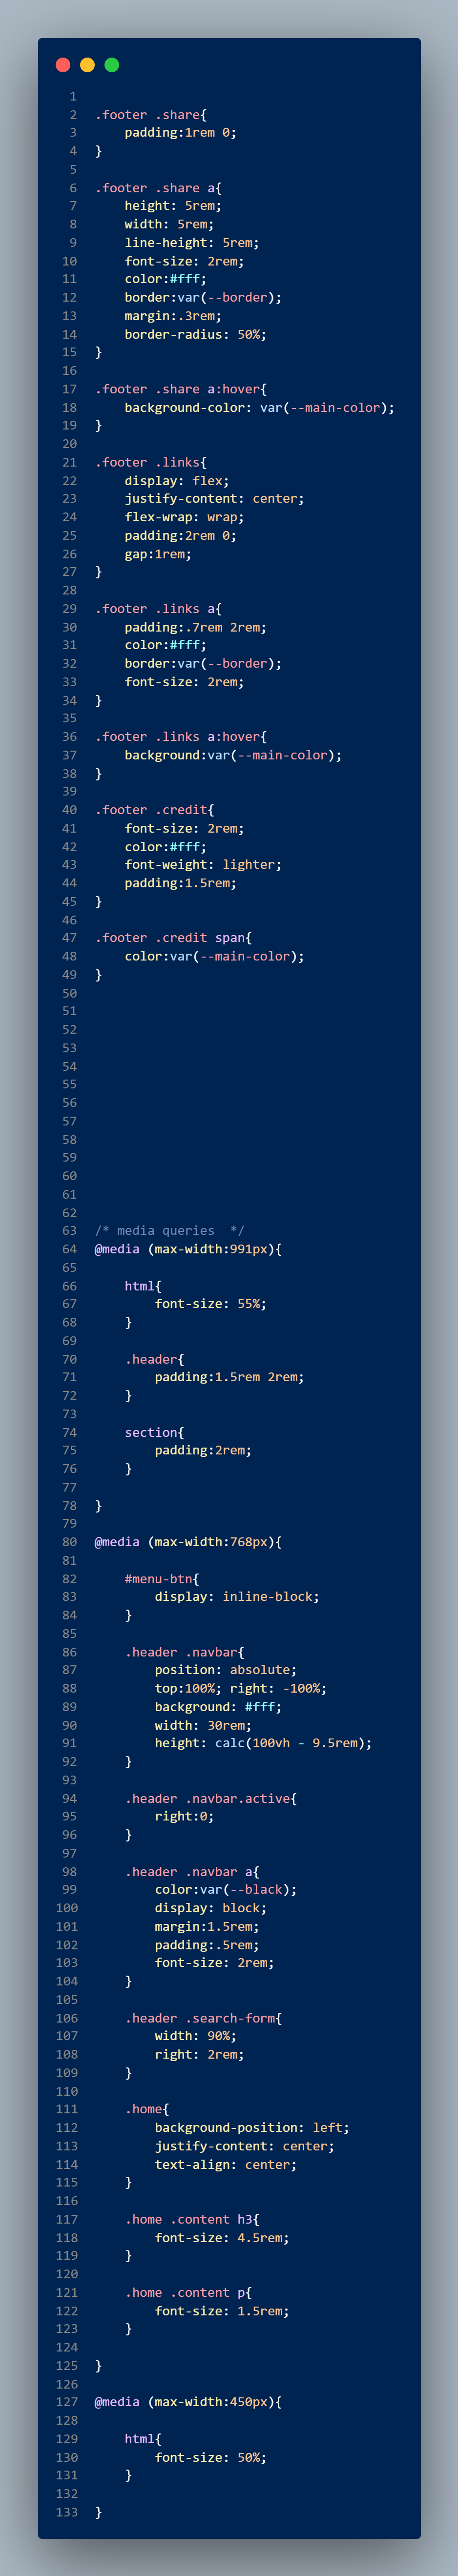 1
2 .footer .share{
3     padding:1rem 0;
4 }
5
6 .footer .share a{
7     height: 5rem;
8     width: 5rem;
9     line-height: 5rem;
10     font-size: 2rem;
11     color:#fff;
12     border:var(--border);
13     margin:.3rem;
14     border-radius: 50%;
15 }
16
17 .footer .share a:hover{
18     background-color: var(--main-color);
19 }
20
21 .footer .links{
22     display: flex;
23     justify-content: center;
24     flex-wrap: wrap;
25     padding:2rem 0;
26     gap:1rem;
27 }
28
29 .footer .links a{
30     padding:.7rem 2rem;
31     color:#fff;
32     border:var(--border);
33     font-size: 2rem;
34 }
35
36 .footer .links a:hover{
37     background:var(--main-color);
38 }
39
40 .footer .credit{
41     font-size: 2rem;
42     color:#fff;
43     font-weight: lighter;
44     padding:1.5rem;
45 }
46
47 .footer .credit span{
48     color:var(--main-color);
49 }
50
51
52
53
54
55
56
57
58
59
60
61
62
63 /* media queries  */
64 @media (max-width:991px){
65
66     html{
67         font-size: 55%;
68     }
69
70     .header{
71         padding:1.5rem 2rem;
72     }
73
74     section{
75         padding:2rem;
76     }
77
78 }
79
80 @media (max-width:768px){
81
82     #menu-btn{
83         display: inline-block;
84     }
85
86     .header .navbar{
87         position: absolute;
88         top:100%; right: -100%;
89         background: #fff;
90         width: 30rem;
91         height: calc(100vh - 9.5rem);
92     }
93
94     .header .navbar.active{
95         right:0;
96     }
97
98     .header .navbar a{
99         color:var(--black);
100         display: block;
101         margin:1.5rem;
102         padding:.5rem;
103         font-size: 2rem;
104     }
105
106     .header .search-form{
107         width: 90%;
108         right: 2rem;
109     }
110
111     .home{
112         background-position: left;
113         justify-content: center;
114         text-align: center;
115     }
116
117     .home .content h3{
118         font-size: 4.5rem;
119     }
120
121     .home .content p{
122         font-size: 1.5rem;
123     }
124
125 }
126
127 @media (max-width:450px){
128
129     html{
130         font-size: 50%;
131     }
132
133 }